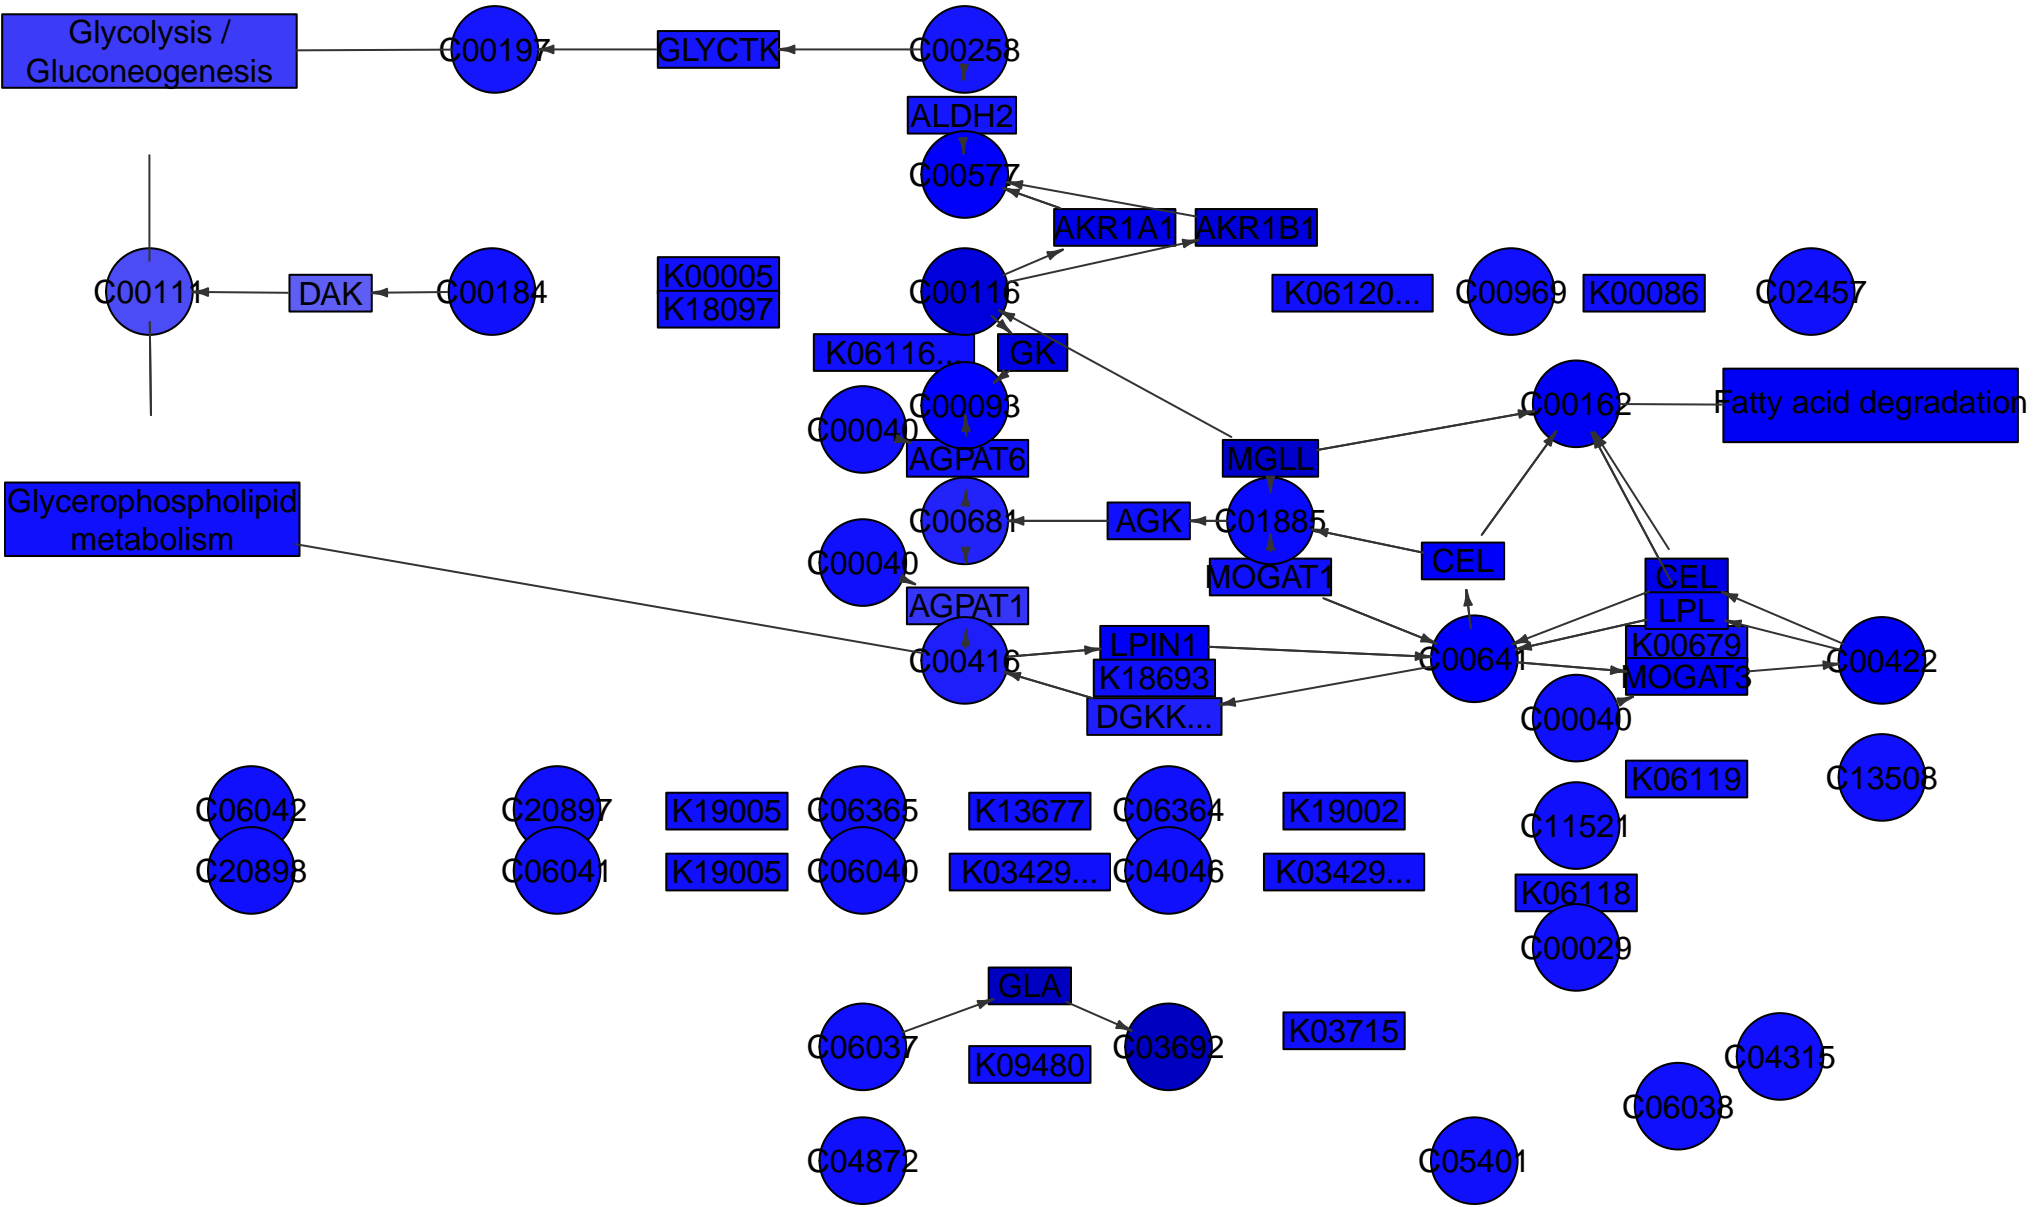 Glycolysis /
Gluconeogenesis
C00197
GLYCTK
C00258
ALDH2
C00577
AKR1A1
AKR1B1
C00111
DAK
C00184
K00005
K18097
C00116
K06120...
C00969
K00086
C02457
K06116...
GK
C00093
C00040
AGPAT6
MGLL
C00162
Fatty acid degradation
Glycerophospholipid
metabolism
C00681
AGK
C01885
C00040
MOGAT1
CEL
CEL
LPL
AGPAT1
C00416
LPIN1
K18693
DGKK...
C00641
K00679
MOGAT3
C00422
C00040
K06119
C13508
C06042
C20897
K19005
C06365
K13677
C06364
K19002
C11521
C20898
C06041
K19005
C06040
K03429...
C04046
K03429...
K06118
C00029
GLA
C06037
K09480
C03692
K03715
C04315
C06038
C04872
C05401